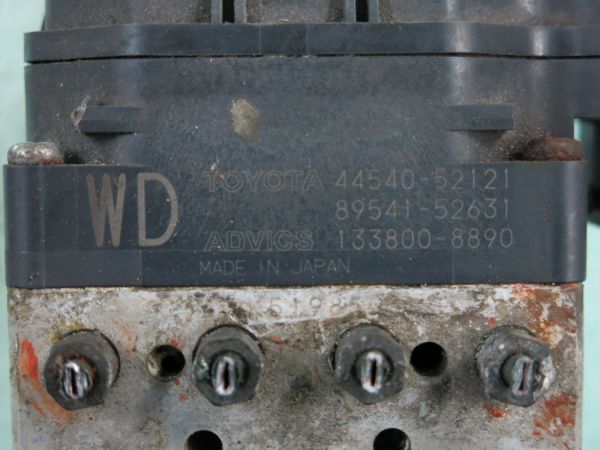 WD
TOYOTA 44540-52121
89541-52631
ADVICS 133800-8890
MADE IN JAPAN